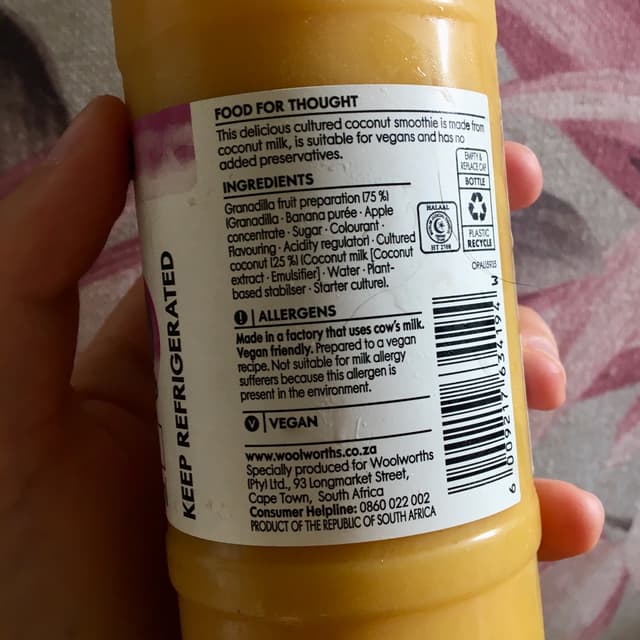 FOOD FOR THOUGHT
This delicious cultured coconut smoothie is made from
coconut milk, is suitable for vegans and has no
added preservatives.
INGREDIENTS
Granadilla fruit preparation (75 %)
(Granadilla · Banana purée · Apple
concentrate · Sugar · Colourant ·
Flavouring · Acidity regulator) · Cultured
coconut (25 %) (Coconut milk [Coconut
extract · Emulsifier] · Water · Plant-
based stabiliser · Starter culture).
ALLERGENS
Made in a factory that uses cow's milk.
Vegan friendly. Prepared to a vegan
recipe. Not suitable for milk allergy
sufferers because this allergen is
present in the environment.
V VEGAN
www.woolworths.co.za
Specially produced for Woolworths
(Pty) Ltd., 93 Longmarket Street,
Cape Town, South Africa
Consumer Helpline: 0860 022 002
PRODUCT OF THE REPUBLIC OF SOUTH AFRICA
KEEP REFRIGERATED
HALAAL
EMPTY &
REPLACE CAP
BOTTLE
PLASTIC
RECYCLE
6 009217 634194 W